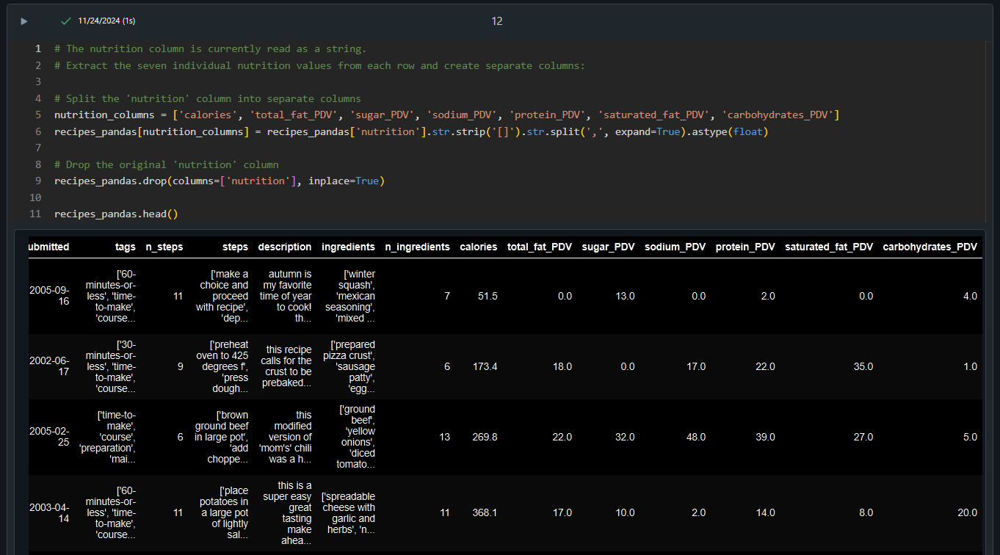 11/24/2024 (1s)
12
1 # The nutrition column is currently read as a string.
2 # Extract the seven individual nutrition values from each row and create separate columns:
3
4 # Split the 'nutrition' column into separate columns
5 nutrition_columns = ['calories', 'total_fat_PDV', 'sugar_PDV', 'sodium_PDV', 'protein_PDV', 'saturated_fat_PDV', 'carbohydrates_PDV']
6 recipes_pandas[nutrition_columns] = recipes_pandas['nutrition'].str.strip('[]').str.split(',', expand=True).astype(float)
7
8 # Drop the original 'nutrition' column
9 recipes_pandas.drop(columns=['nutrition'], inplace=True)
10
11 recipes_pandas.head()
ubmitted tags n_steps steps description ingredients n_ingredients calories total_fat_PDV sugar_PDV sodium_PDV protein_PDV saturated_fat_PDV carbohydrates_PDV
2005-09-
16
['60-
minutes-or-
less', 'time-
to-make',
'course...
11
['make a
choice and
proceed
with recipe',
'dep...
autumn is
my favorite
time of year
to cook!
th...
['winter
squash',
'mexican
seasoning',
'mixed ...
7 51.5 0.0 13.0 0.0 2.0 0.0 4.0
2002-06-
17
['30-
minutes-or-
less', 'time-
to-make',
'course...
9
['preheat
oven to 425
degrees f',
'press
dough...
this recipe
calls for the
crust to be
prebaked...
['prepared
pizza crust',
'sausage
patty',
'egg...
6 173.4 18.0 0.0 17.0 22.0 35.0 1.0
2005-02-
25
['time-to-
make',
'course',
'preparation',
'mai...
6
['brown
ground beef
in large pot',
'add
choppe...
this
modified
version of
'mom's' chili
was a h...
['ground
beef',
'yellow
onions',
'diced
tomato...
13 269.8 22.0 32.0 48.0 39.0 27.0 5.0
2003-04-
14
['60-
minutes-or-
less', 'time-
to-make',
'course...
11
['place
potatoes in
a large pot
of lightly
sal...
this is a
super easy
great
tasting
make
ahea...
['spreadable
cheese with
garlic and
herbs', 'n...
11 368.1 17.0 10.0 2.0 14.0 8.0 20.0